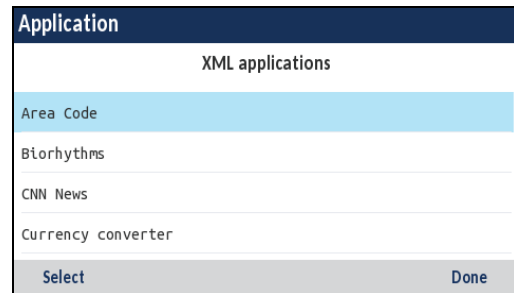 Application
XML applications
Area Code
Biorhythms
CNN News
Currency converter
Select Done